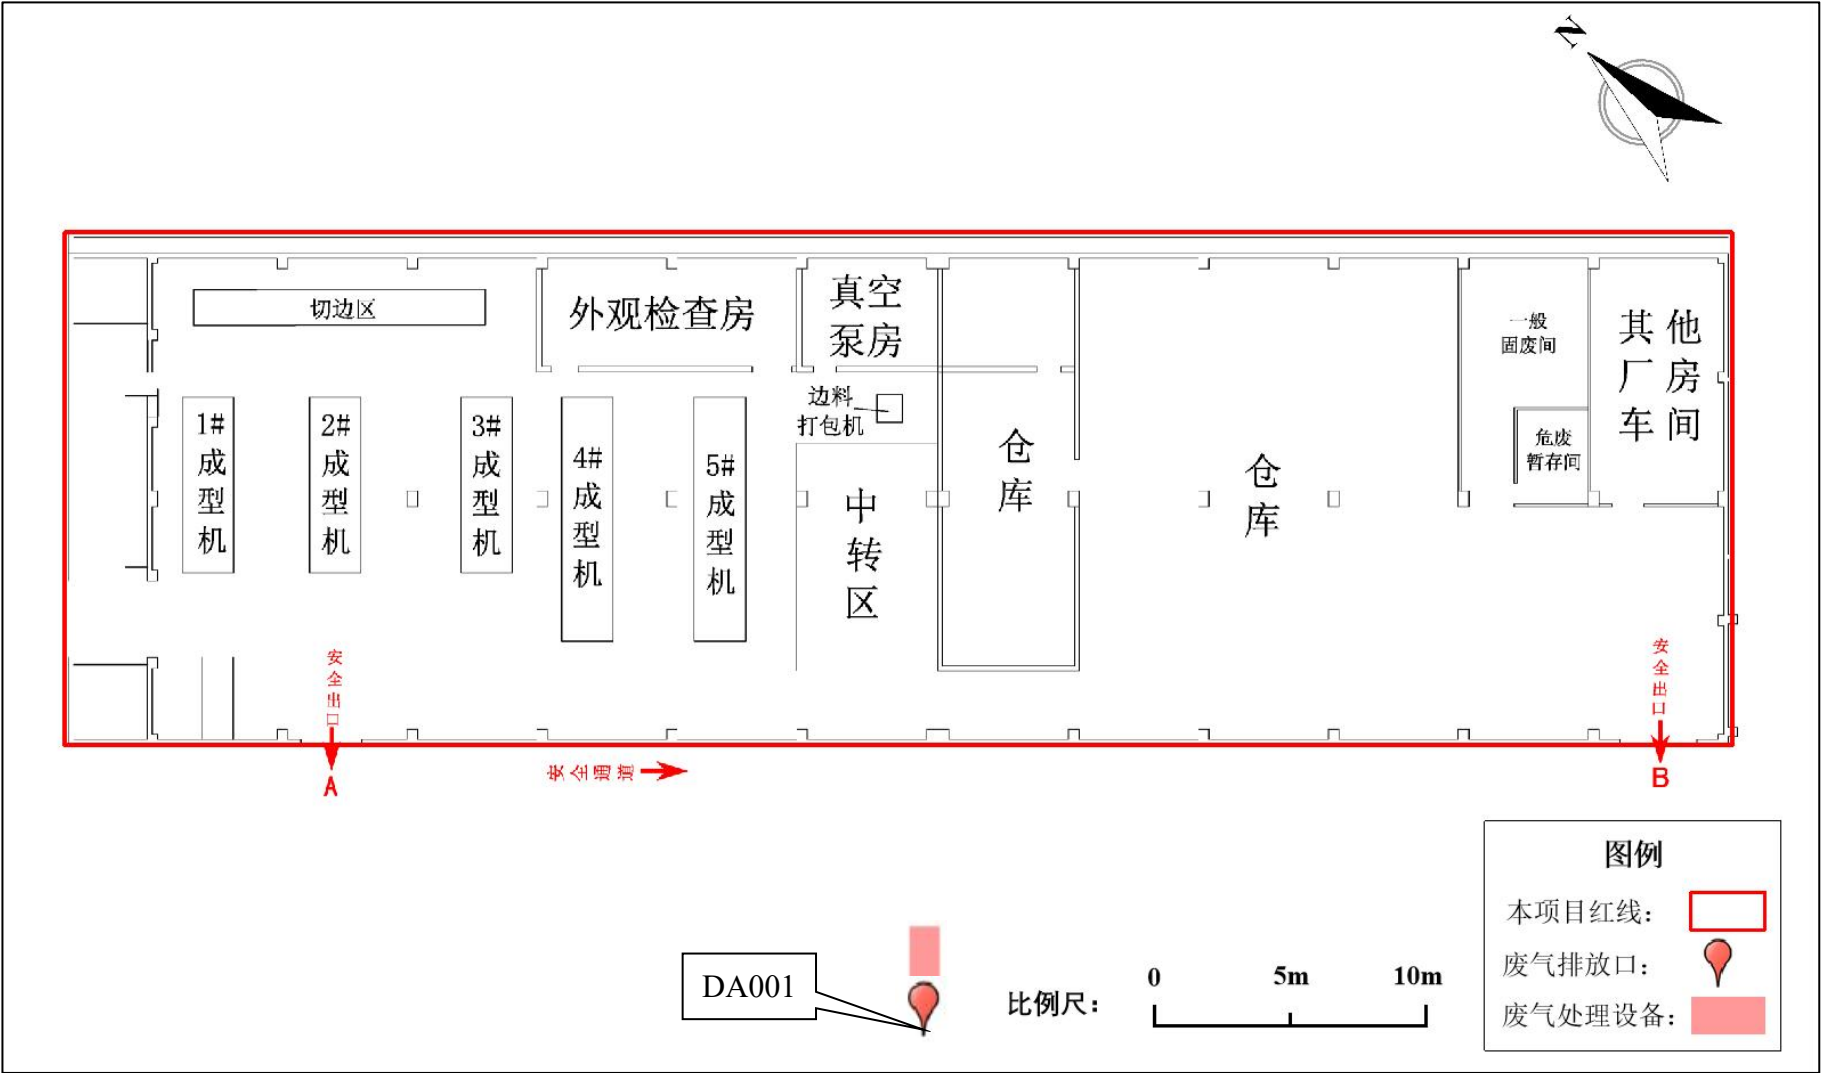 N
切边区
外观检查房
真空
泵房
一般
固废间
其他
厂房
车间
边料
打包机
1#成型机
2#成型机
3#成型机
4#成型机
5#成型机
中转区
仓库
仓库
危废
暂存间
安全出口
A
安全通道
安全出口
B
图例
本项目红线：
废气排放口：
废气处理设备：
DA001
比例尺：
0 5m 10m